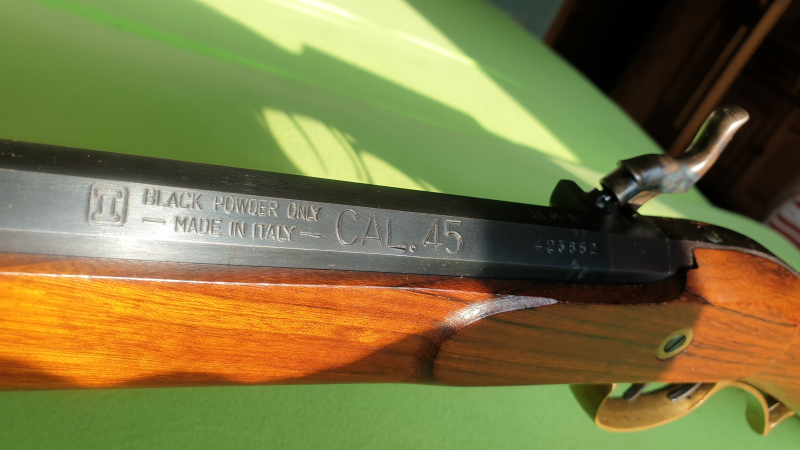 BLACK POWDER ONLY
— MADE IN ITALY —
CAL. 45